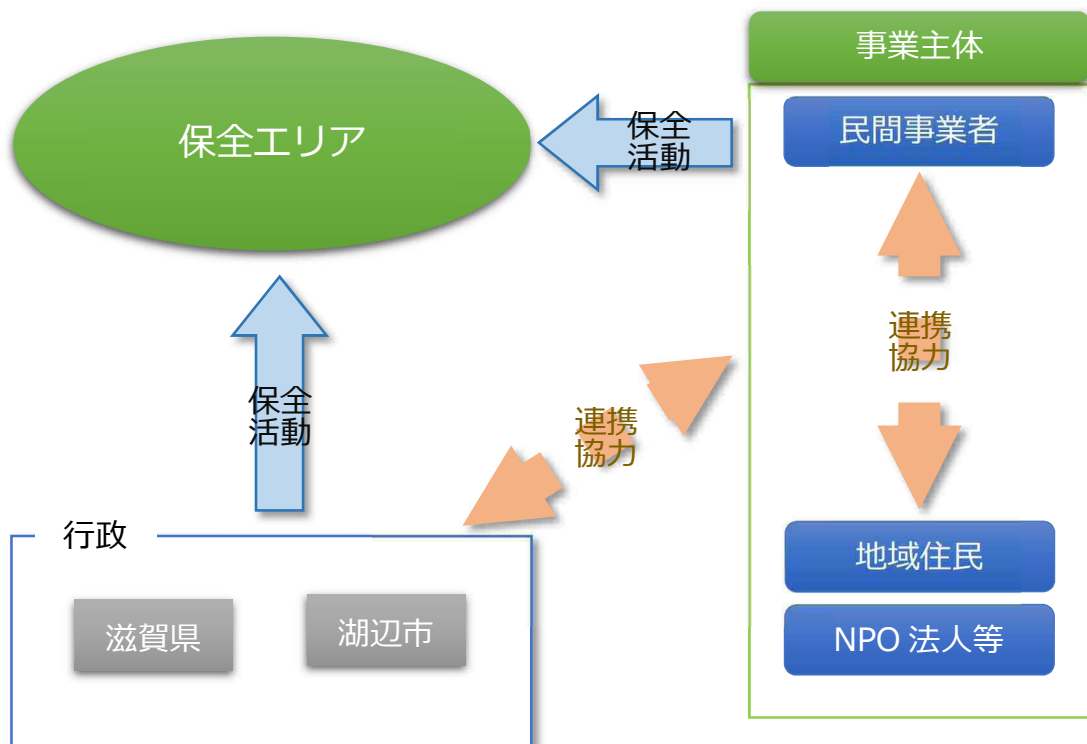 事業主体
保全エリア
保全
活動
民間事業者
連携
協力
保全
活動
連携
協力
行政
滋賀県
湖辺市
地域住民
NPO 法人等